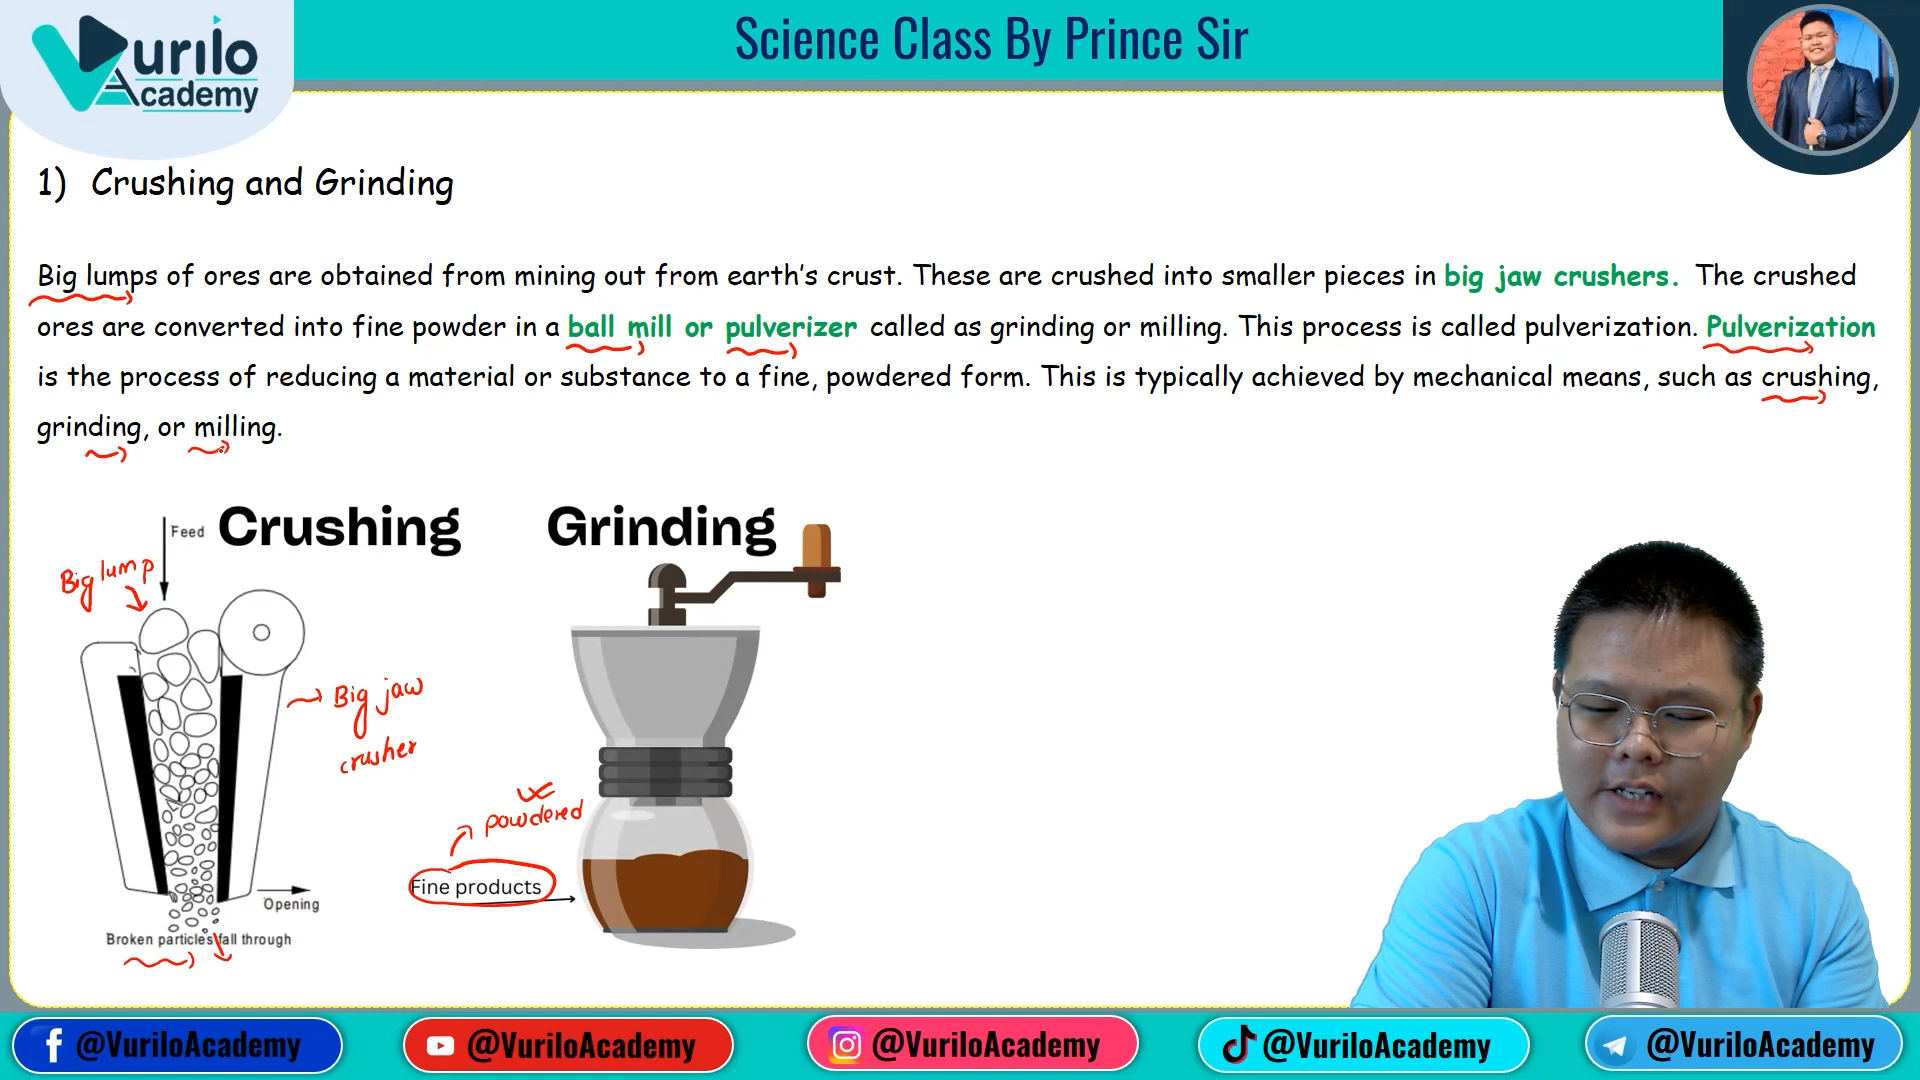 Vurilo
Academy
Science Class By Prince Sir
1) Crushing and Grinding
Big lumps of ores are obtained from mining out from earth's crust. These are crushed into smaller pieces in big jaw crushers. The crushed
ores are converted into fine powder in a ball mill or pulverizer called as grinding or milling. This process is called pulverization. Pulverization
is the process of reducing a material or substance to a fine, powdered form. This is typically achieved by mechanical means, such as crushing,
grinding, or milling.
Feed
Crushing
Big lump
Big jaw
crusher
Opening
Broken particles fall through
Grinding
powdered
Fine products
@VuriloAcademy
@VuriloAcademy
@VuriloAcademy
@VuriloAcademy
@VuriloAcademy